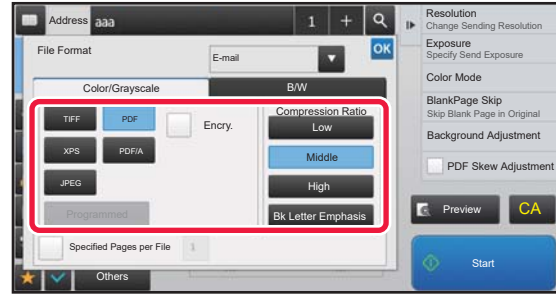 Address aaa
1
+
File Format
E-mail
OK
Color/Grayscale
B/W
TIFF
PDF
Encry.
XPS
PDF/A
JPEG
Programmed
Compression Ratio
Low
Middle
High
Bk Letter Emphasis
Specified Pages per File
1
Others
Resolution
Change Sending Resolution
Exposure
Specify Send Exposure
Color Mode
BlankPage Skip
Skip Blank Page in Original
Background Adjustment
PDF Skew Adjustment
Preview
CA
Start